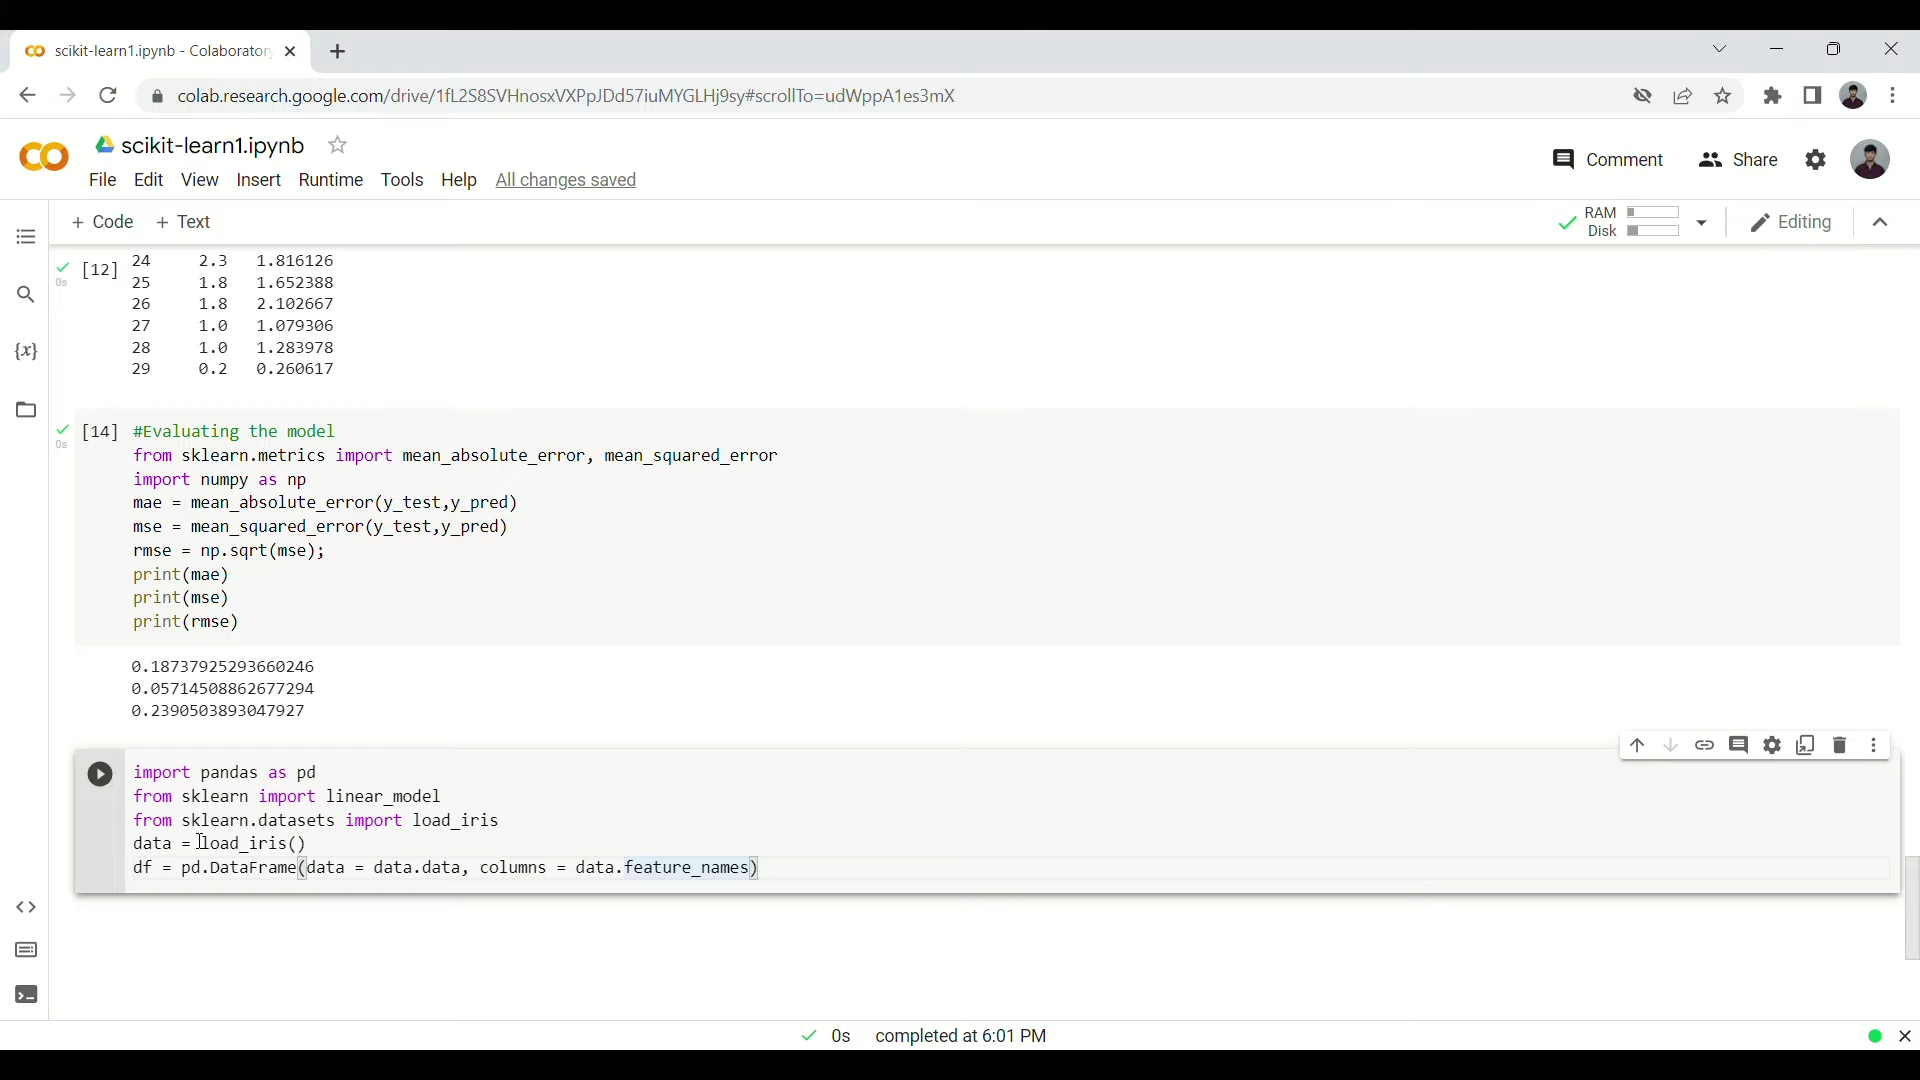 scikit-learn1.ipynb - Colaboratory
colab.research.google.com/drive/1fL2S8SVHnosxVXPpJDd57iuMYGLHj9sy#scrollTo=udWppA1es3mX
scikit-learn1.ipynb
Comment Share
File Edit View Insert Runtime Tools Help All changes saved
+ Code + Text RAM Disk Editing
[12] 24 2.3 1.816126
0s 25 1.8 1.652388
26 1.8 2.102667
27 1.0 1.079306
28 1.0 1.283978
29 0.2 0.260617
[14] #Evaluating the model
0s from sklearn.metrics import mean_absolute_error, mean_squared_error
import numpy as np
mae = mean_absolute_error(y_test,y_pred)
mse = mean_squared_error(y_test,y_pred)
rmse = np.sqrt(mse);
print(mae)
print(mse)
print(rmse)
0.18737925293660246
0.05714508862677294
0.2390503893047927
import pandas as pd
from sklearn import linear_model
from sklearn.datasets import load_iris
data = load_iris()
df = pd.DataFrame(data = data.data, columns = data.feature_names)
0s completed at 6:01 PM